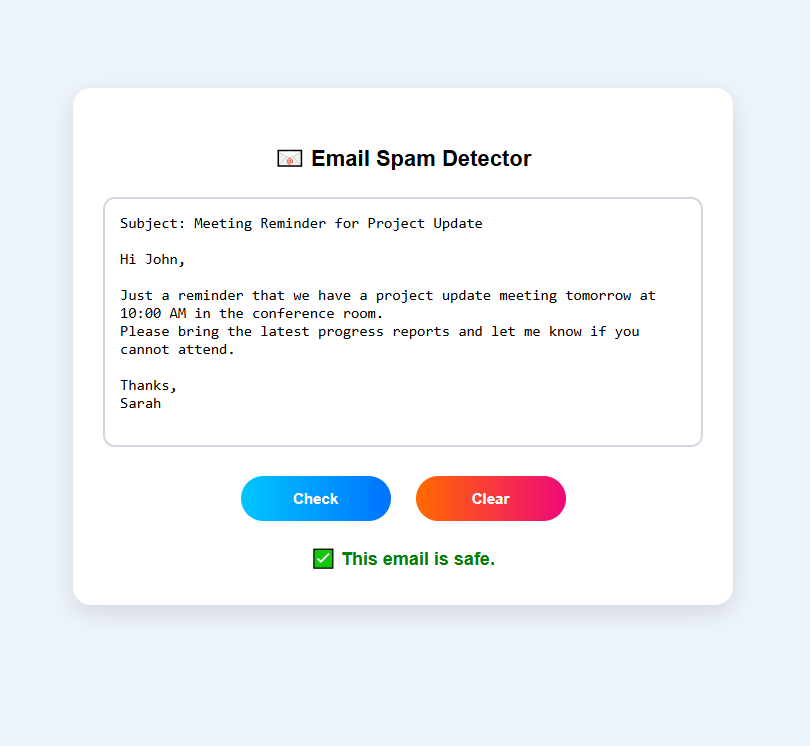 Email Spam Detector
Subject: Meeting Reminder for Project Update
Hi John,
Just a reminder that we have a project update meeting tomorrow at
10:00 AM in the conference room.
Please bring the latest progress reports and let me know if you
cannot attend.
Thanks,
Sarah
Check
Clear
This email is safe.